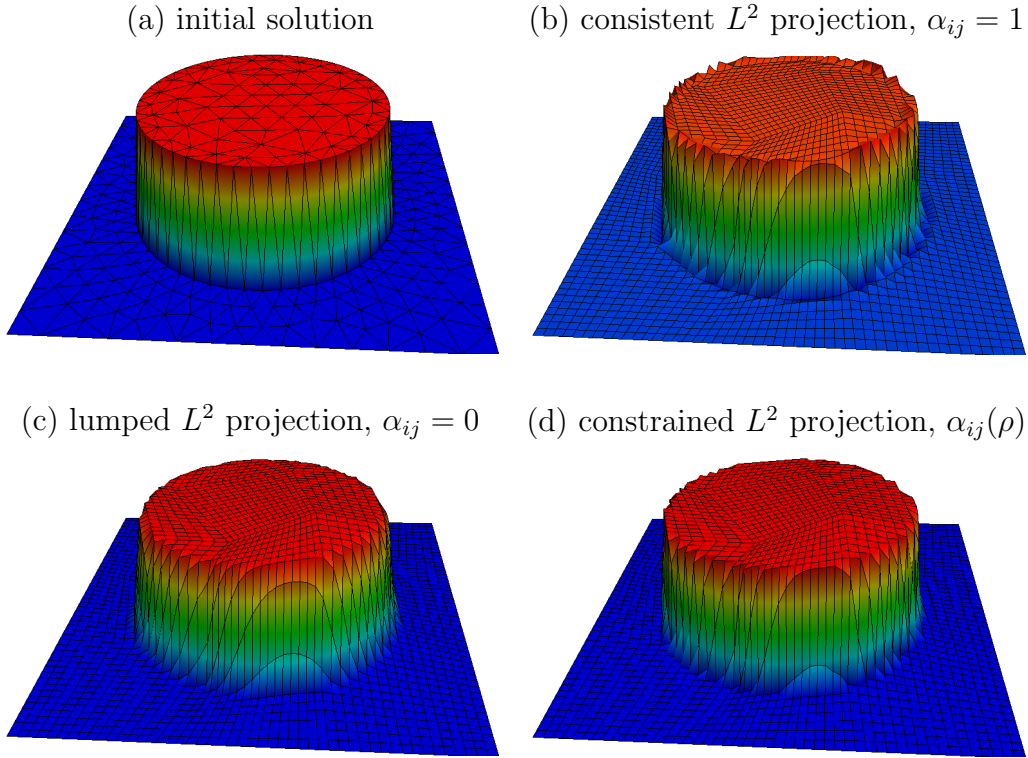 (a) initial solution
(b) consistent L² projection, αᵢⱼ = 1
(c) lumped L² projection, αᵢⱼ = 0
(d) constrained L² projection, αᵢⱼ(ρ)